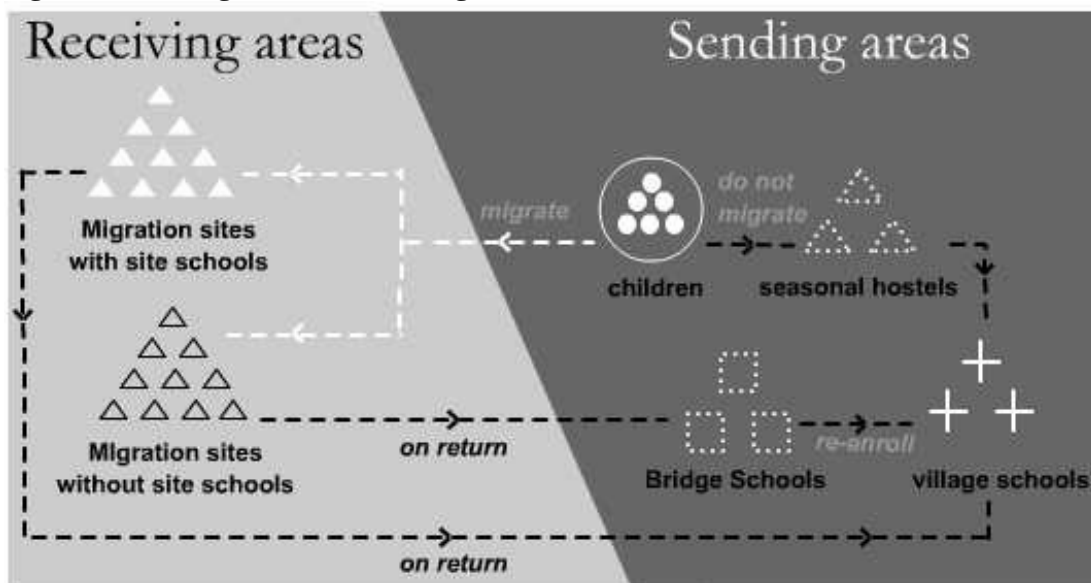 Receiving areas
Sending areas
migrate
do not
migrate
children
seasonal hostels
Migration sites
with site schools
MIgration sites
without site schools
on return
Bridge Schools
re-enroll
village schools
on return